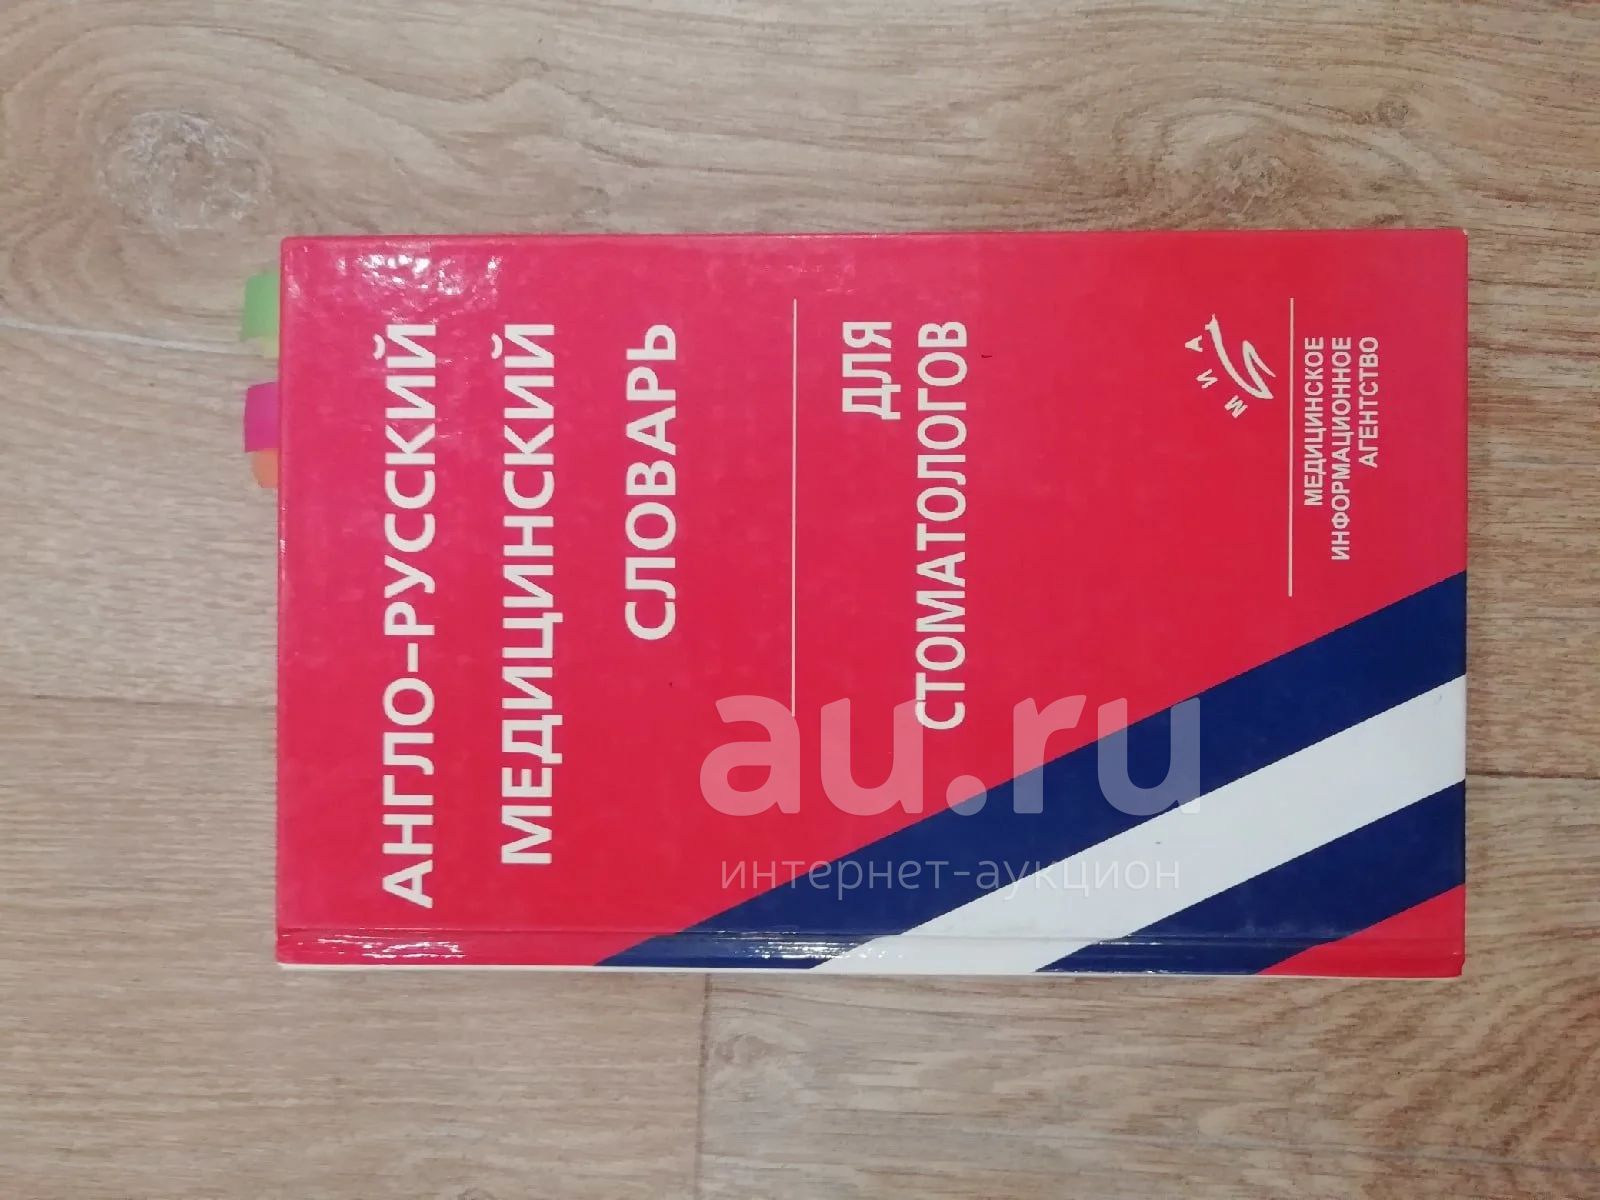 АНГЛО-РУССКИЙ
МЕДИЦИНСКИЙ
СЛОВАРЬ
ДЛЯ
СТОМАТОЛОГОВ
МИА
МЕДИЦИНСКОЕ
ИНФОРМАЦИОННОЕ
АГЕНТСТВО
au.ru
интернет-аукцион